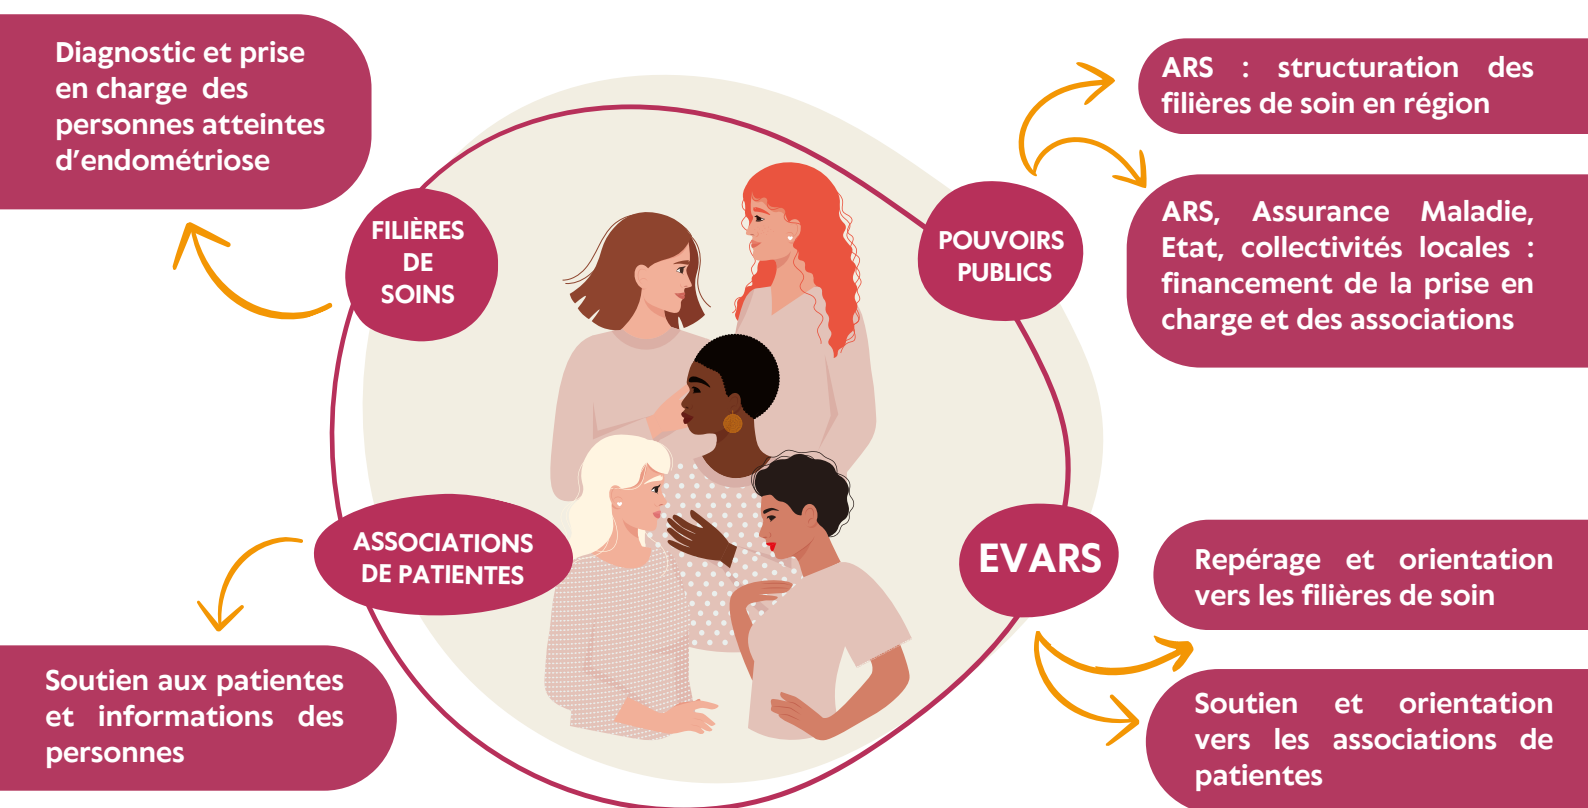 Diagnostic et prise
en charge des
personnes atteintes
d'endométriose
FILIÈRES
DE
SOINS
POUVOIRS
PUBLICS
ARS : structuration des
filières de soin en région
ARS, Assurance Maladie,
Etat, collectivités locales :
financement de la prise en
charge et des associations
ASSOCIATIONS
DE PATIENTES
Soutien aux patientes
et informations des
personnes
EVARS
Repérage et orientation
vers les filières de soin
Soutien et orientation
vers les associations de
patientes